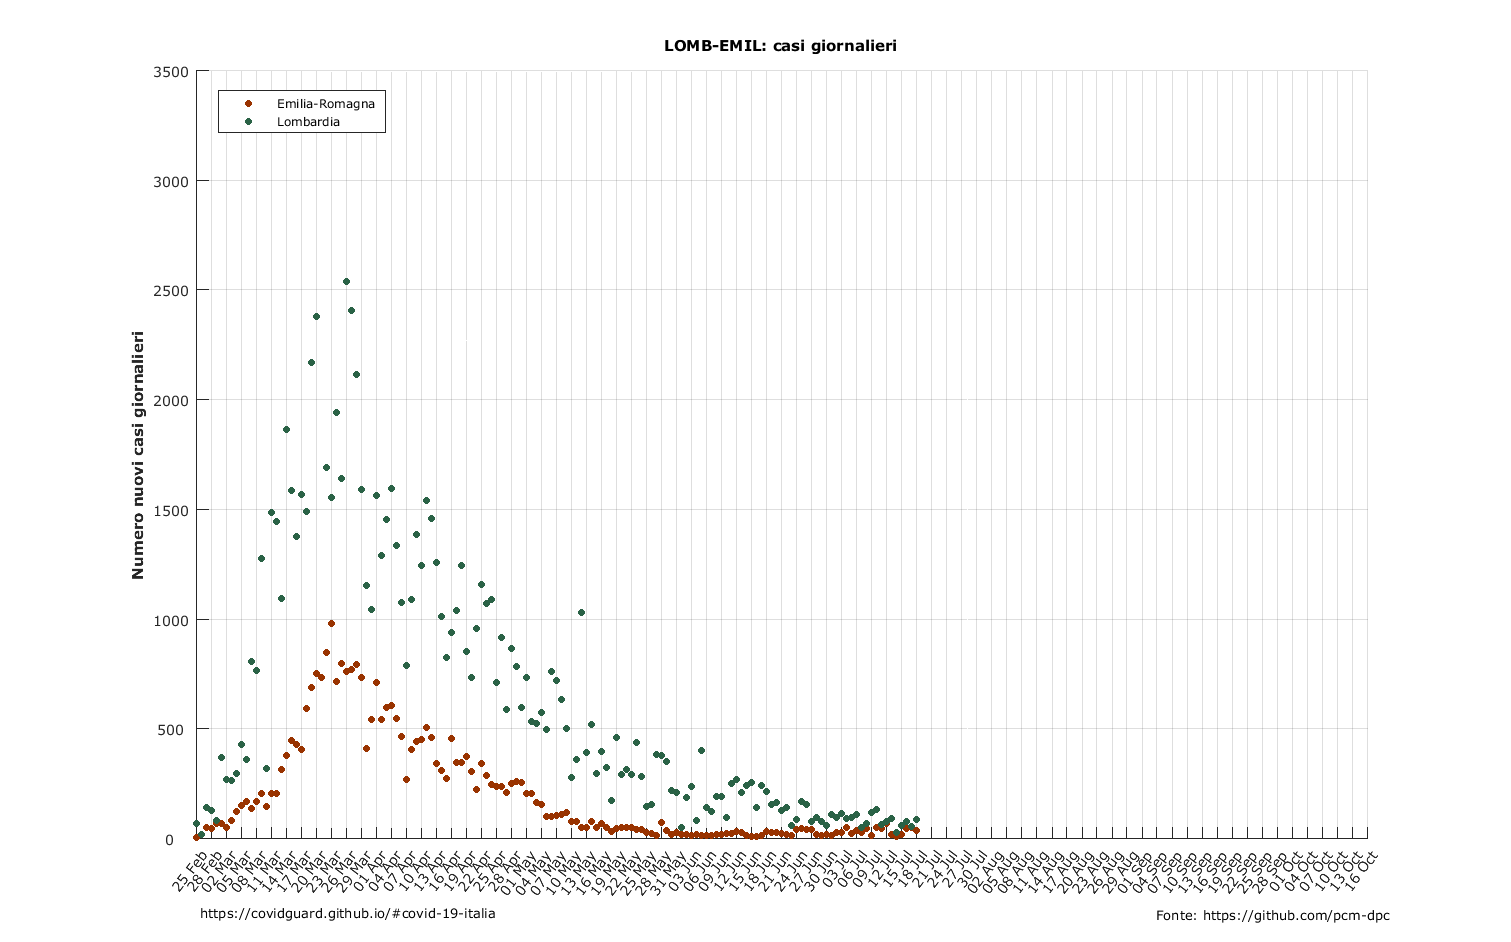 LOMB-EMIL: casi giornalieri
3500
3000
2500
2000
1500
1000
500
0
Numero nuovi casi giornalieri
Emilia-Romagna
Lombardia
25 Feb
28 Feb
02 Mar
05 Mar
08 Mar
11 Mar
14 Mar
17 Mar
20 Mar
23 Mar
26 Mar
29 Mar
01 Apr
04 Apr
07 Apr
10 Apr
13 Apr
16 Apr
19 Apr
22 Apr
25 Apr
28 Apr
01 May
04 May
07 May
10 May
13 May
16 May
19 May
22 May
25 May
28 May
31 May
03 Jun
06 Jun
09 Jun
12 Jun
15 Jun
18 Jun
21 Jun
24 Jun
27 Jun
30 Jun
03 Jul
06 Jul
09 Jul
12 Jul
15 Jul
18 Jul
21 Jul
24 Jul
27 Jul
30 Jul
02 Aug
05 Aug
08 Aug
11 Aug
14 Aug
17 Aug
20 Aug
23 Aug
26 Aug
29 Aug
01 Sep
04 Sep
07 Sep
10 Sep
13 Sep
16 Sep
19 Sep
22 Sep
25 Sep
28 Sep
01 Oct
04 Oct
07 Oct
10 Oct
13 Oct
16 Oct
https://covidguard.github.io/#covid-19-italia
Fonte: https://github.com/pcm-dpc